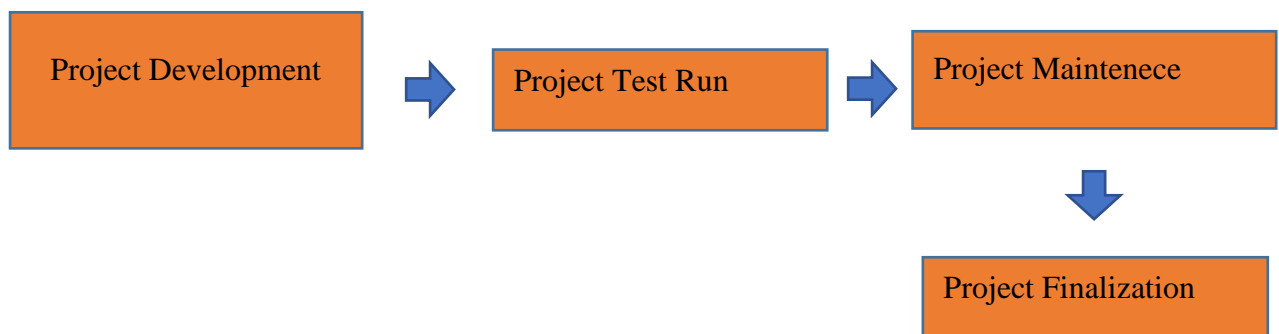 Project Development
Project Test Run
Project Maintenece
Project Finalization